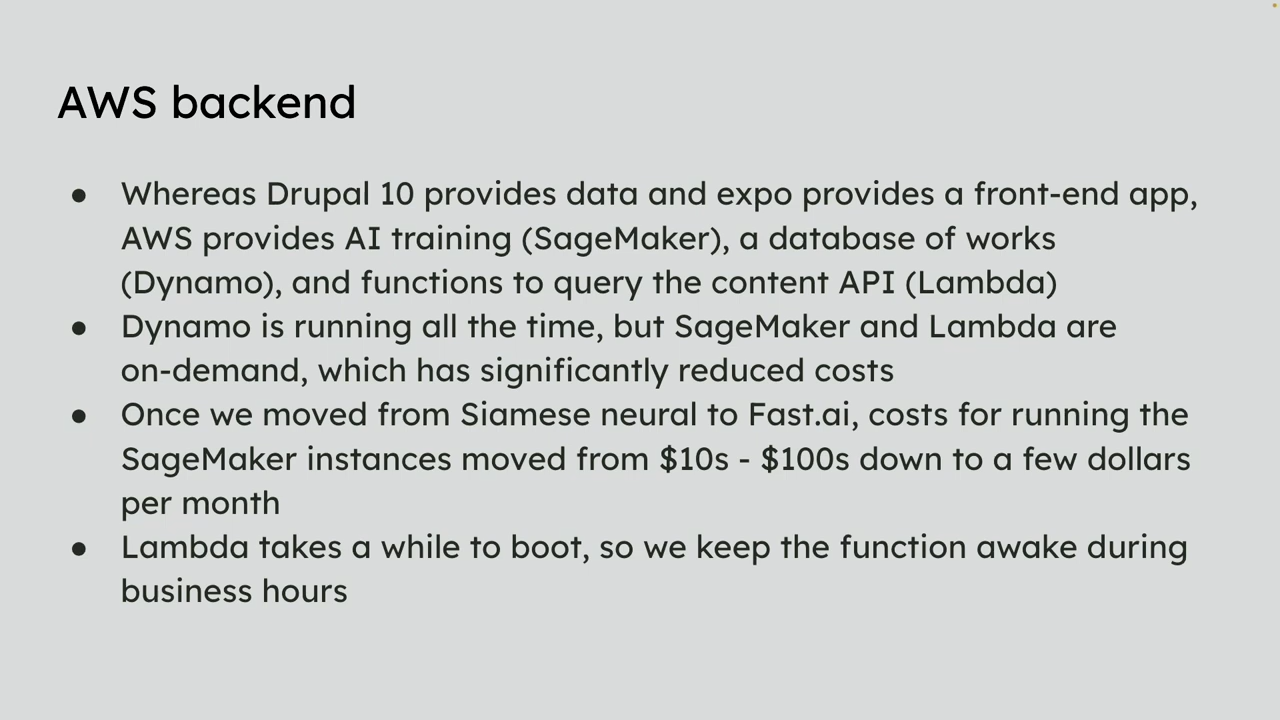 AWS backend
● Whereas Drupal 10 provides data and expo provides a front-end app,
AWS provides AI training (SageMaker), a database of works
(Dynamo), and functions to query the content API (Lambda)
● Dynamo is running all the time, but SageMaker and Lambda are
on-demand, which has significantly reduced costs
● Once we moved from Siamese neural to Fast.ai, costs for running the
SageMaker instances moved from $10s - $100s down to a few dollars
per month
● Lambda takes a while to boot, so we keep the function awake during
business hours